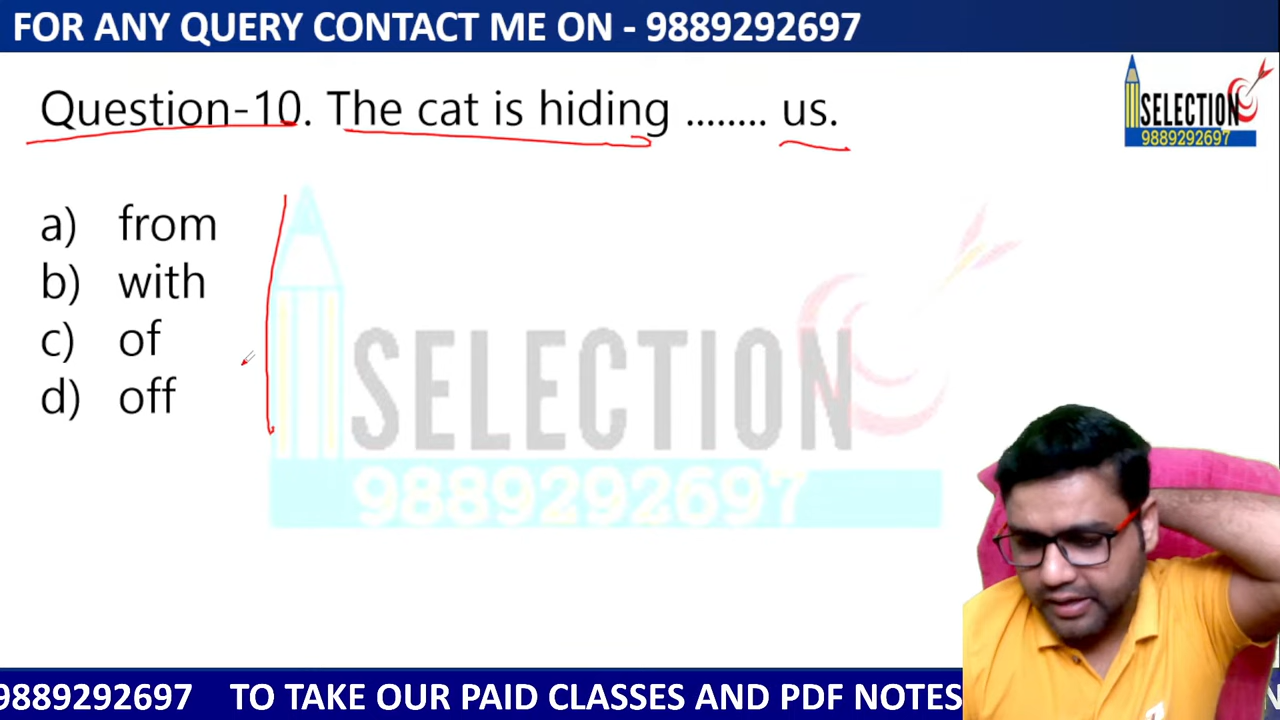 FOR ANY QUERY CONTACT ME ON - 9889292697
SELECTION
9889292697
Question-10. The cat is hiding ........ us.
a) from
b) with
c) of
d) off
SELECTION
9889292697
9889292697 TO TAKE OUR PAID CLASSES AND PDF NOTES